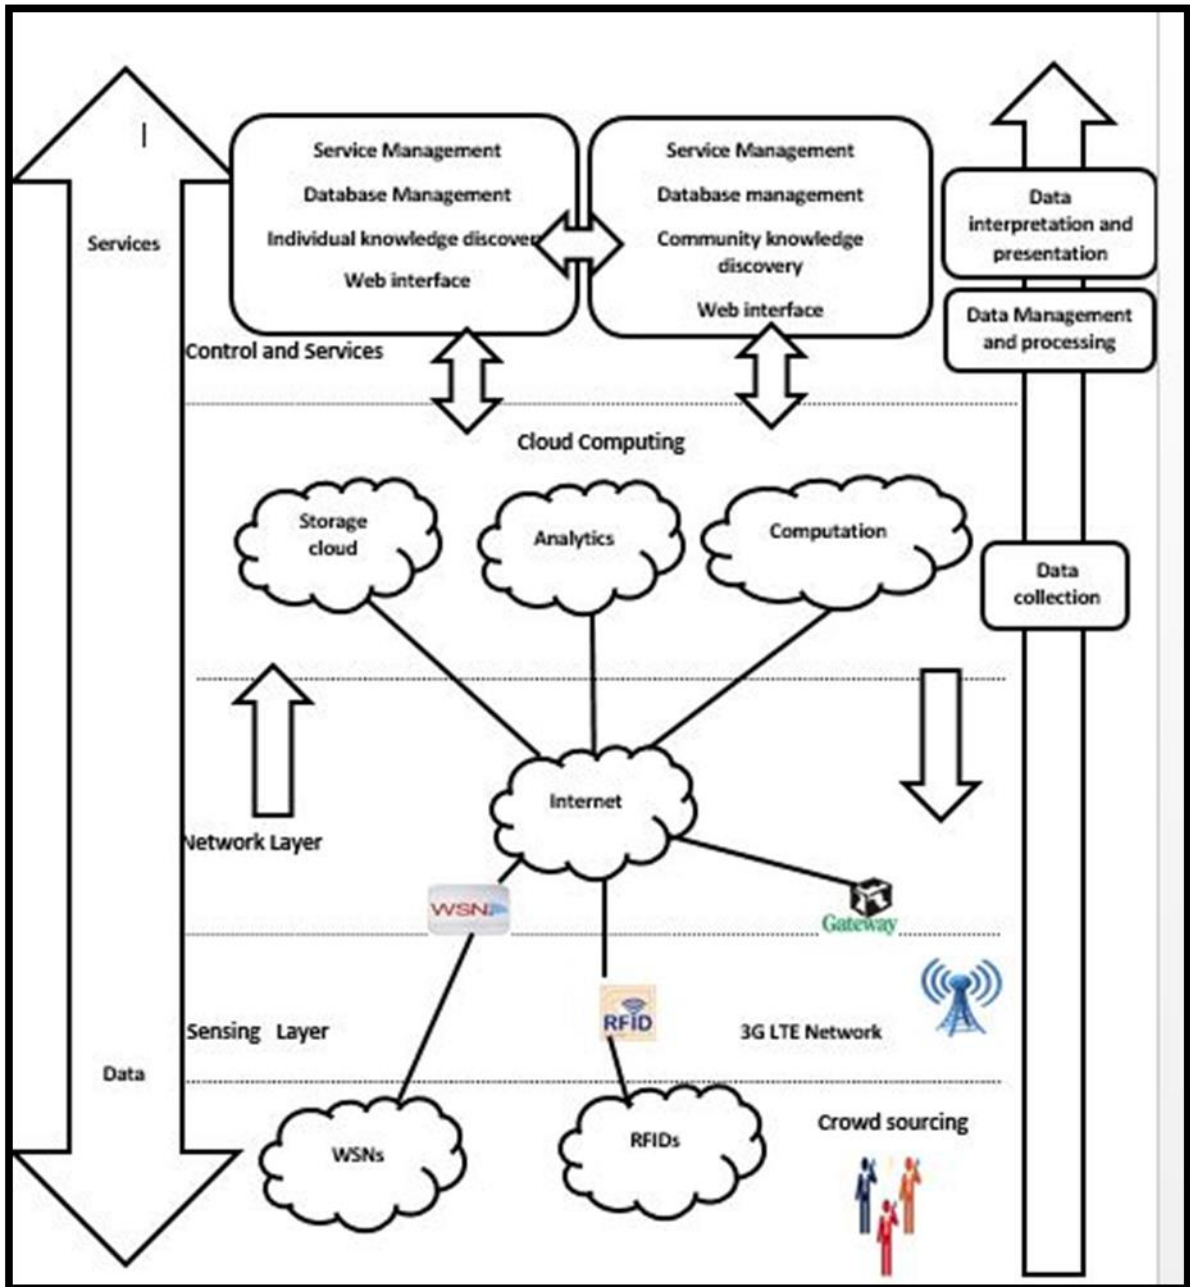 Services
Service Management
Database Management
Individual knowledge discover
Web interface
Service Management
Database management
Community knowledge
discovery
Web interface
Data
interpretation and
presentation
Data Management
and processing
Control and Services
Cloud Computing
Storage
cloud
Analytics
Computation
Data
collection
Internet
Network Layer
WSN
Gateway
Sensing Layer
RFID
3G LTE Network
Data
WSNs
RFIDs
Crowd sourcing